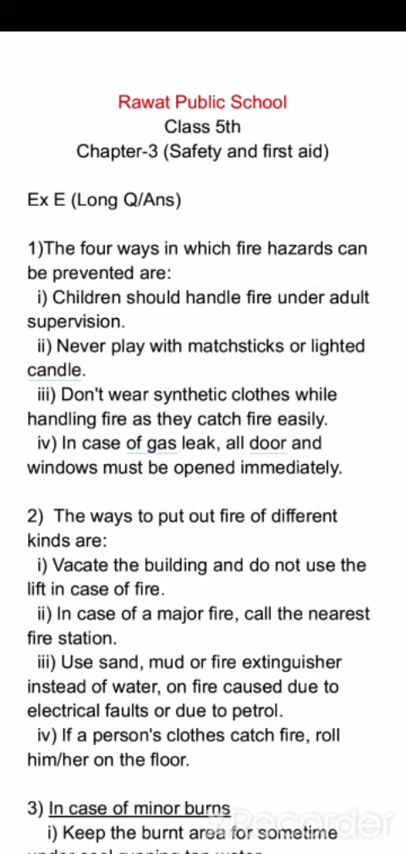 Rawat Public School
Class 5th
Chapter-3 (Safety and first aid)
Ex E (Long Q/Ans)
1)The four ways in which fire hazards can
be prevented are:
i) Children should handle fire under adult
supervision.
ii) Never play with matchsticks or lighted
candle.
iii) Don't wear synthetic clothes while
handling fire as they catch fire easily.
iv) In case of gas leak, all door and
windows must be opened immediately.
2) The ways to put out fire of different
kinds are:
i) Vacate the building and do not use the
lift in case of fire.
ii) In case of a major fire, call the nearest
fire station.
iii) Use sand, mud or fire extinguisher
instead of water, on fire caused due to
electrical faults or due to petrol.
iv) If a person's clothes catch fire, roll
him/her on the floor.
3) In case of minor burns
i) Keep the burnt area for sometime
under cool running tap water
XRecorder